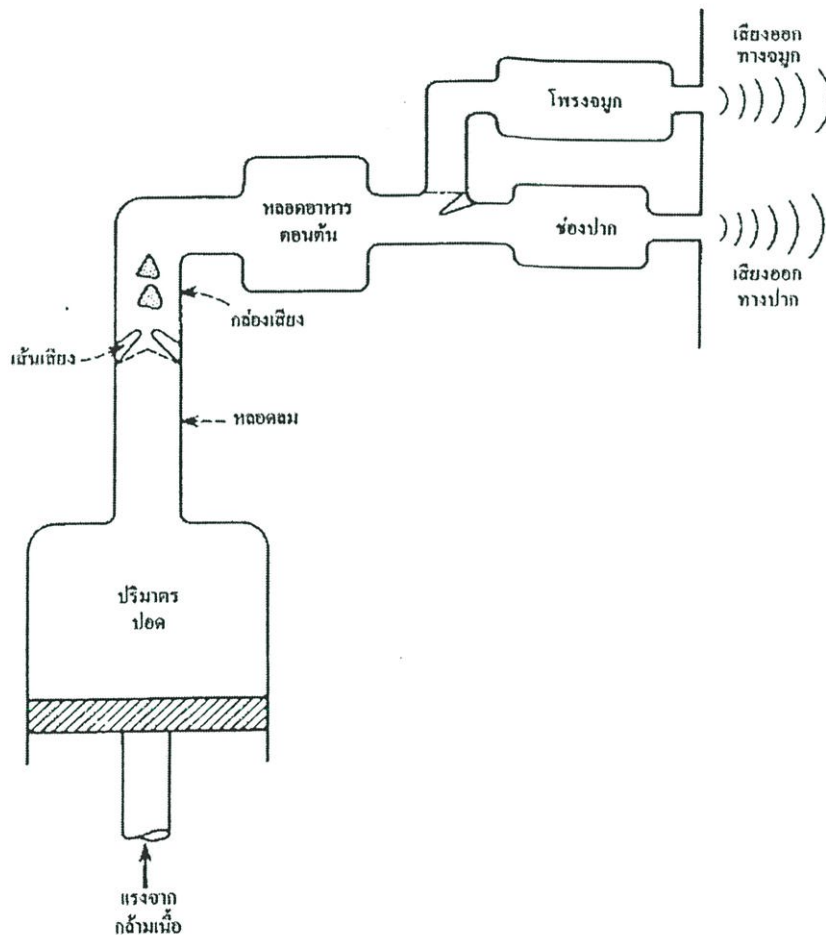 เสียงออก
ทางจมูก
โพรงจมูก
หลอดอาหาร
ตอนต้น
ช่องปาก
เสียงออก
ทางปาก
กล่องเสียง
เส้นเสียง
หลอดลม
ปริมาตร
ปอด
แรงจาก
กล้ามเนื้อ